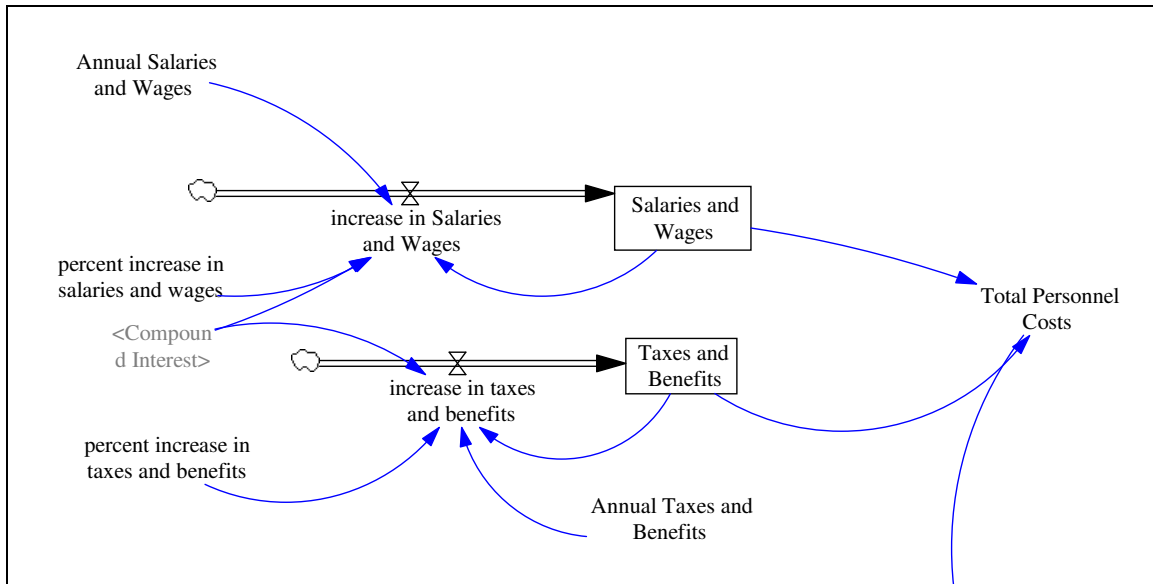 Annual Salaries
and Wages
increase in Salaries
and Wages
Salaries and
Wages
percent increase in
salaries and wages
Total Personnel
Costs
<Compoun
d Interest>
Taxes and
Benefits
increase in taxes
and benefits
percent increase in
taxes and benefits
Annual Taxes and
Benefits